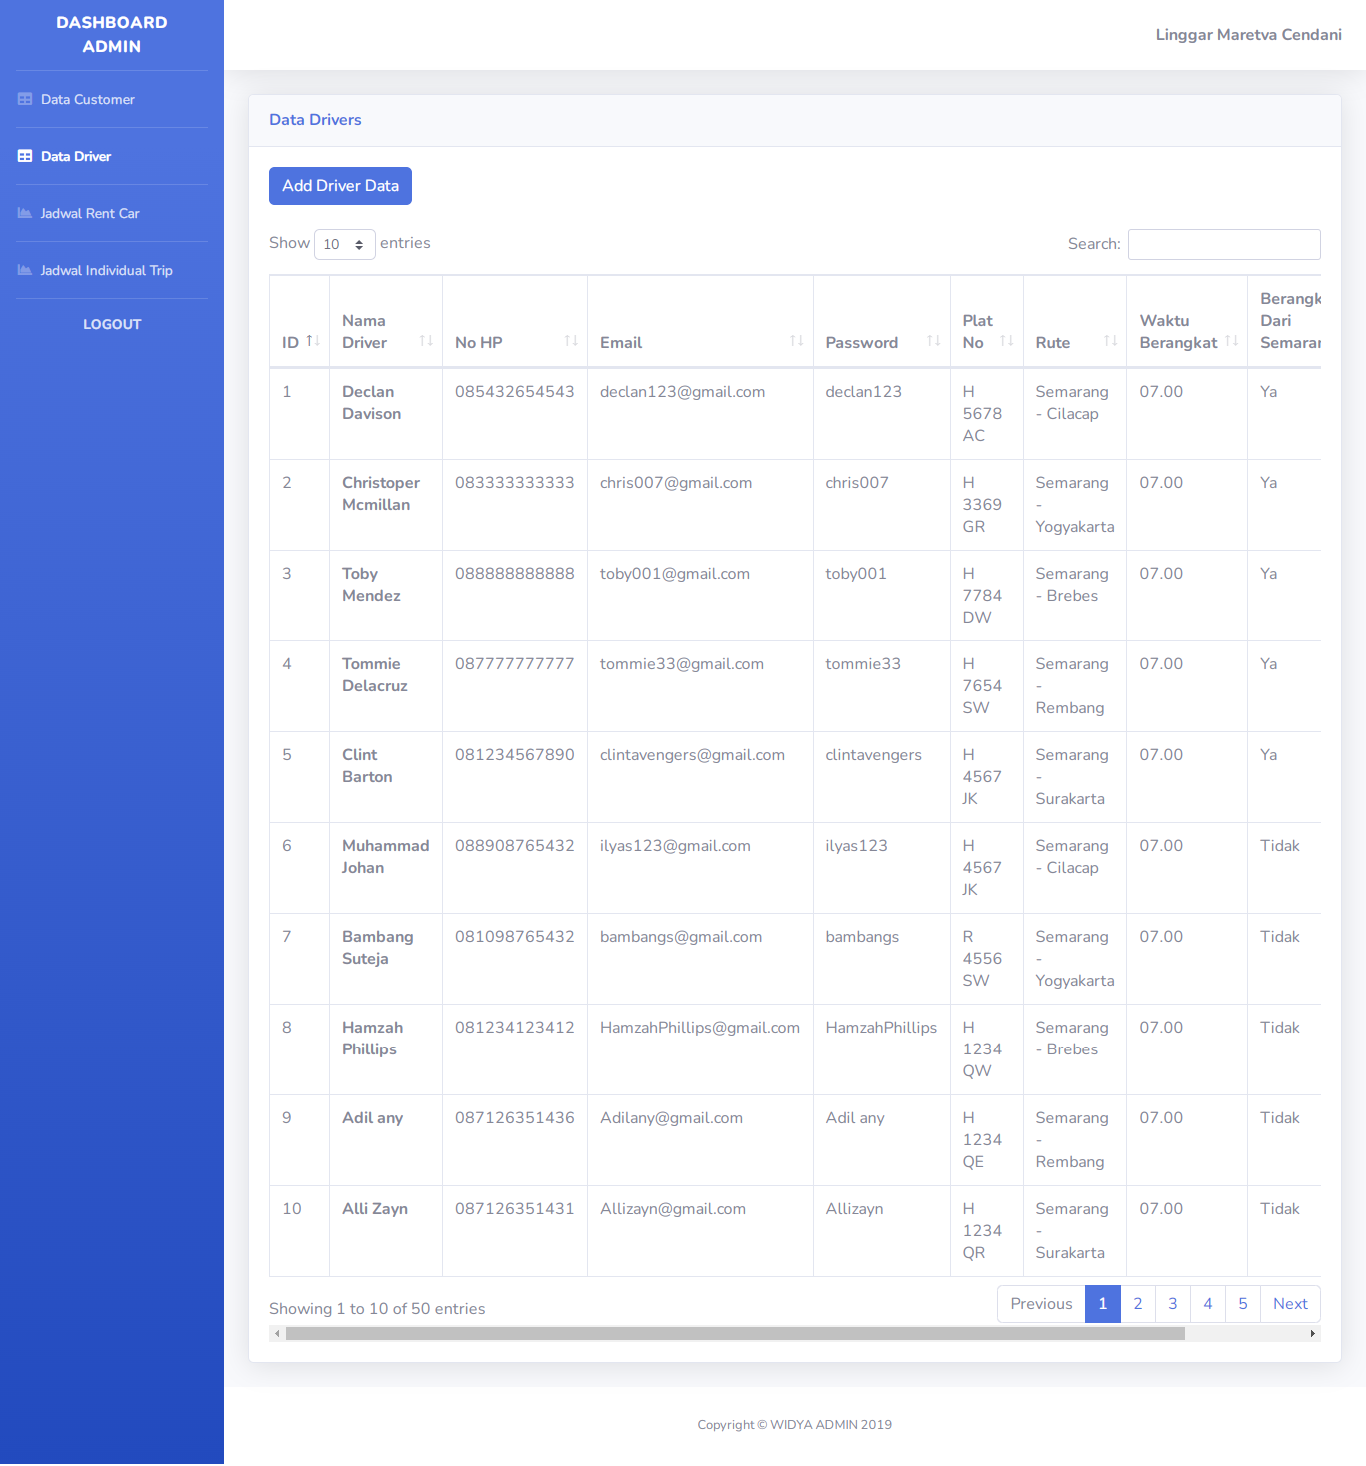 DASHBOARD
ADMIN
Data Customer
Data Driver
Jadwal Rent Car
Jadwal Individual Trip
LOGOUT
Linggar Maretva Cendani
Data Drivers
Add Driver Data
Show 10 entries
Search:
ID
Nama
Driver
No HP
Email
Password
Plat
No
Rute
Waktu
Berangkat
Berangk
Dari
Semaran
1
Declan
Davison
085432654543
declan123@gmail.com
declan123
H
5678
AC
Semarang
- Cilacap
07.00
Ya
2
Christoper
Mcmillan
083333333333
chris007@gmail.com
chris007
H
3369
GR
Semarang
-
Yogyakarta
07.00
Ya
3
Toby
Mendez
088888888888
toby001@gmail.com
toby001
H
7784
DW
Semarang
- Brebes
07.00
Ya
4
Tommie
Delacruz
087777777777
tommie33@gmail.com
tommie33
H
7654
SW
Semarang
-
Rembang
07.00
Ya
5
Clint
Barton
081234567890
clintavengers@gmail.com
clintavengers
H
4567
JK
Semarang
-
Surakarta
07.00
Ya
6
Muhammad
Johan
088908765432
ilyas123@gmail.com
ilyas123
H
4567
JK
Semarang
- Cilacap
07.00
Tidak
7
Bambang
Suteja
081098765432
bambangs@gmail.com
bambangs
R
4556
SW
Semarang
-
Yogyakarta
07.00
Tidak
8
Hamzah
Phillips
081234123412
HamzahPhillips@gmail.com
HamzahPhillips
H
1234
QW
Semarang
- Brebes
07.00
Tidak
9
Adil any
087126351436
Adilany@gmail.com
Adil any
H
1234
QE
Semarang
-
Rembang
07.00
Tidak
10
Alli Zayn
087126351431
Allizayn@gmail.com
Allizayn
H
1234
QR
Semarang
-
Surakarta
07.00
Tidak
Showing 1 to 10 of 50 entries
Previous 1 2 3 4 5 Next
Copyright © WIDYA ADMIN 2019